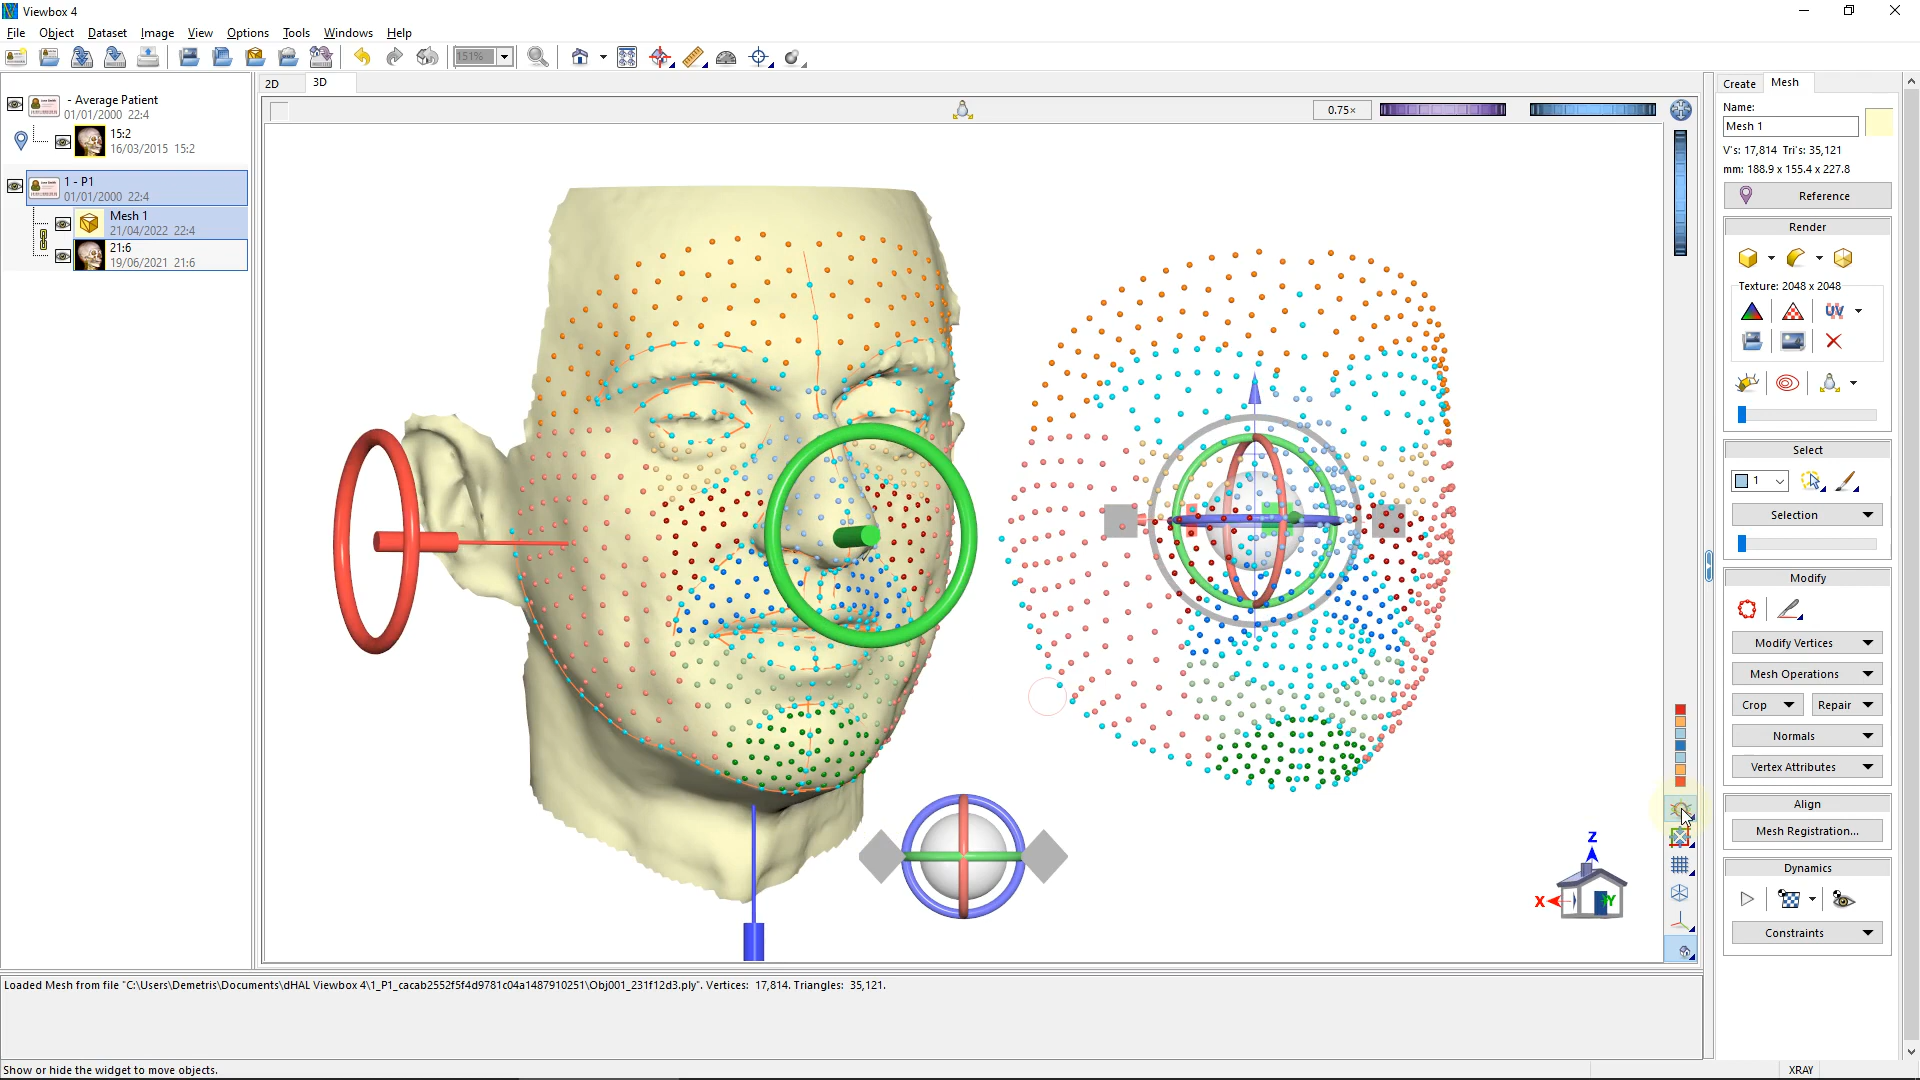 Viewbox 4
File Object Dataset Image View Options Tools Windows Help
151%
- Average Patient
01/01/2000 22:4
15:2
16/03/2015 15:2
1 - P1
01/01/2000 22:4
Mesh 1
21/04/2022 22:4
21:6
19/06/2021 21:6
2D 3D
0.75×
X Y Z
Create Mesh
Name:
Mesh 1
V's: 17,814 Tri's: 35,121
mm: 188.9 x 155.4 x 227.8
Reference
Render
Texture: 2048 x 2048
UV
Select
1
Selection
Modify
Modify Vertices
Mesh Operations
Crop Repair
Normals
Vertex Attributes
Align
Mesh Registration...
Dynamics
Constraints
Loaded Mesh from file "C:\Users\Demetris\Documents\dHAL Viewbox 4\1_P1_cacab2552f5f4d9781c04a1487910251\Obj001_231f12d3.ply". Vertices: 17,814. Triangles: 35,121.
Show or hide the widget to move objects.
XRAY